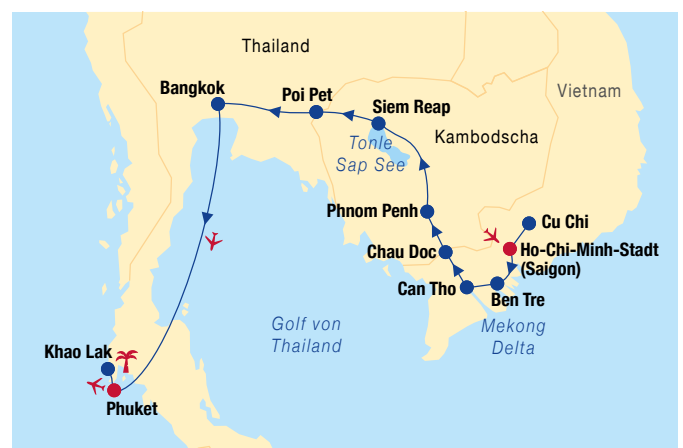 Thailand
Bangkok
Poi Pet
Siem Reap
Vietnam
Kambodscha
Tonle
Sap See
Phnom Penh
Cu Chi
Chau Doc
Ho-Chi-Minh-Stadt
(Saigon)
Can Tho
Ben Tre
Golf von
Thailand
Mekong
Delta
Khao Lak
Phuket